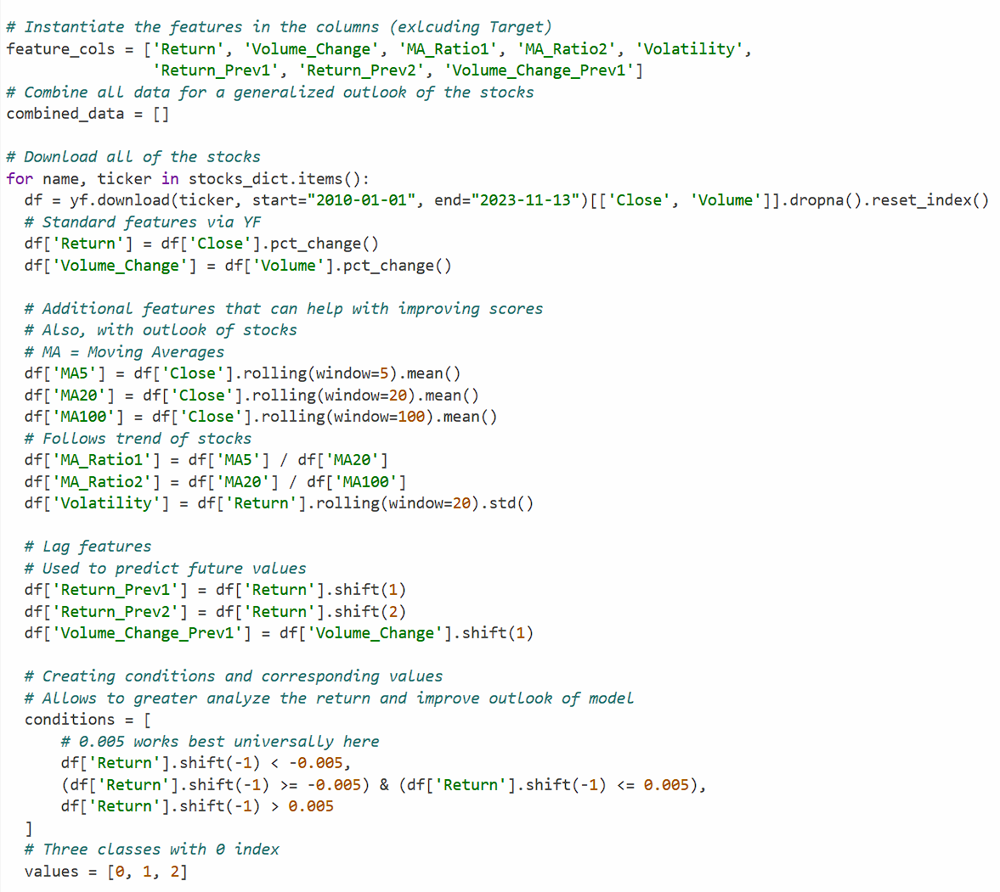 # Instantiate the features in the columns (exlcuding Target)
feature_cols = ['Return', 'Volume_Change', 'MA_Ratio1', 'MA_Ratio2', 'Volatility',
                'Return_Prev1', 'Return_Prev2', 'Volume_Change_Prev1']
# Combine all data for a generalized outlook of the stocks
combined_data = []

# Download all of the stocks
for name, ticker in stocks_dict.items():
  df = yf.download(ticker, start="2010-01-01", end="2023-11-13")[['Close', 'Volume']].dropna().reset_index()
  # Standard features via YF
  df['Return'] = df['Close'].pct_change()
  df['Volume_Change'] = df['Volume'].pct_change()

  # Additional features that can help with improving scores
  # Also, with outlook of stocks
  # MA = Moving Averages
  df['MA5'] = df['Close'].rolling(window=5).mean()
  df['MA20'] = df['Close'].rolling(window=20).mean()
  df['MA100'] = df['Close'].rolling(window=100).mean()
  # Follows trend of stocks
  df['MA_Ratio1'] = df['MA5'] / df['MA20']
  df['MA_Ratio2'] = df['MA20'] / df['MA100']
  df['Volatility'] = df['Return'].rolling(window=20).std()

  # Lag features
  # Used to predict future values
  df['Return_Prev1'] = df['Return'].shift(1)
  df['Return_Prev2'] = df['Return'].shift(2)
  df['Volume_Change_Prev1'] = df['Volume_Change'].shift(1)

  # Creating conditions and corresponding values
  # Allows to greater analyze the return and improve outlook of model
  conditions = [
      # 0.005 works best universally here
      df['Return'].shift(-1) < -0.005,
      (df['Return'].shift(-1) >= -0.005) & (df['Return'].shift(-1) <= 0.005),
      df['Return'].shift(-1) > 0.005
  ]
  # Three classes with 0 index
  values = [0, 1, 2]